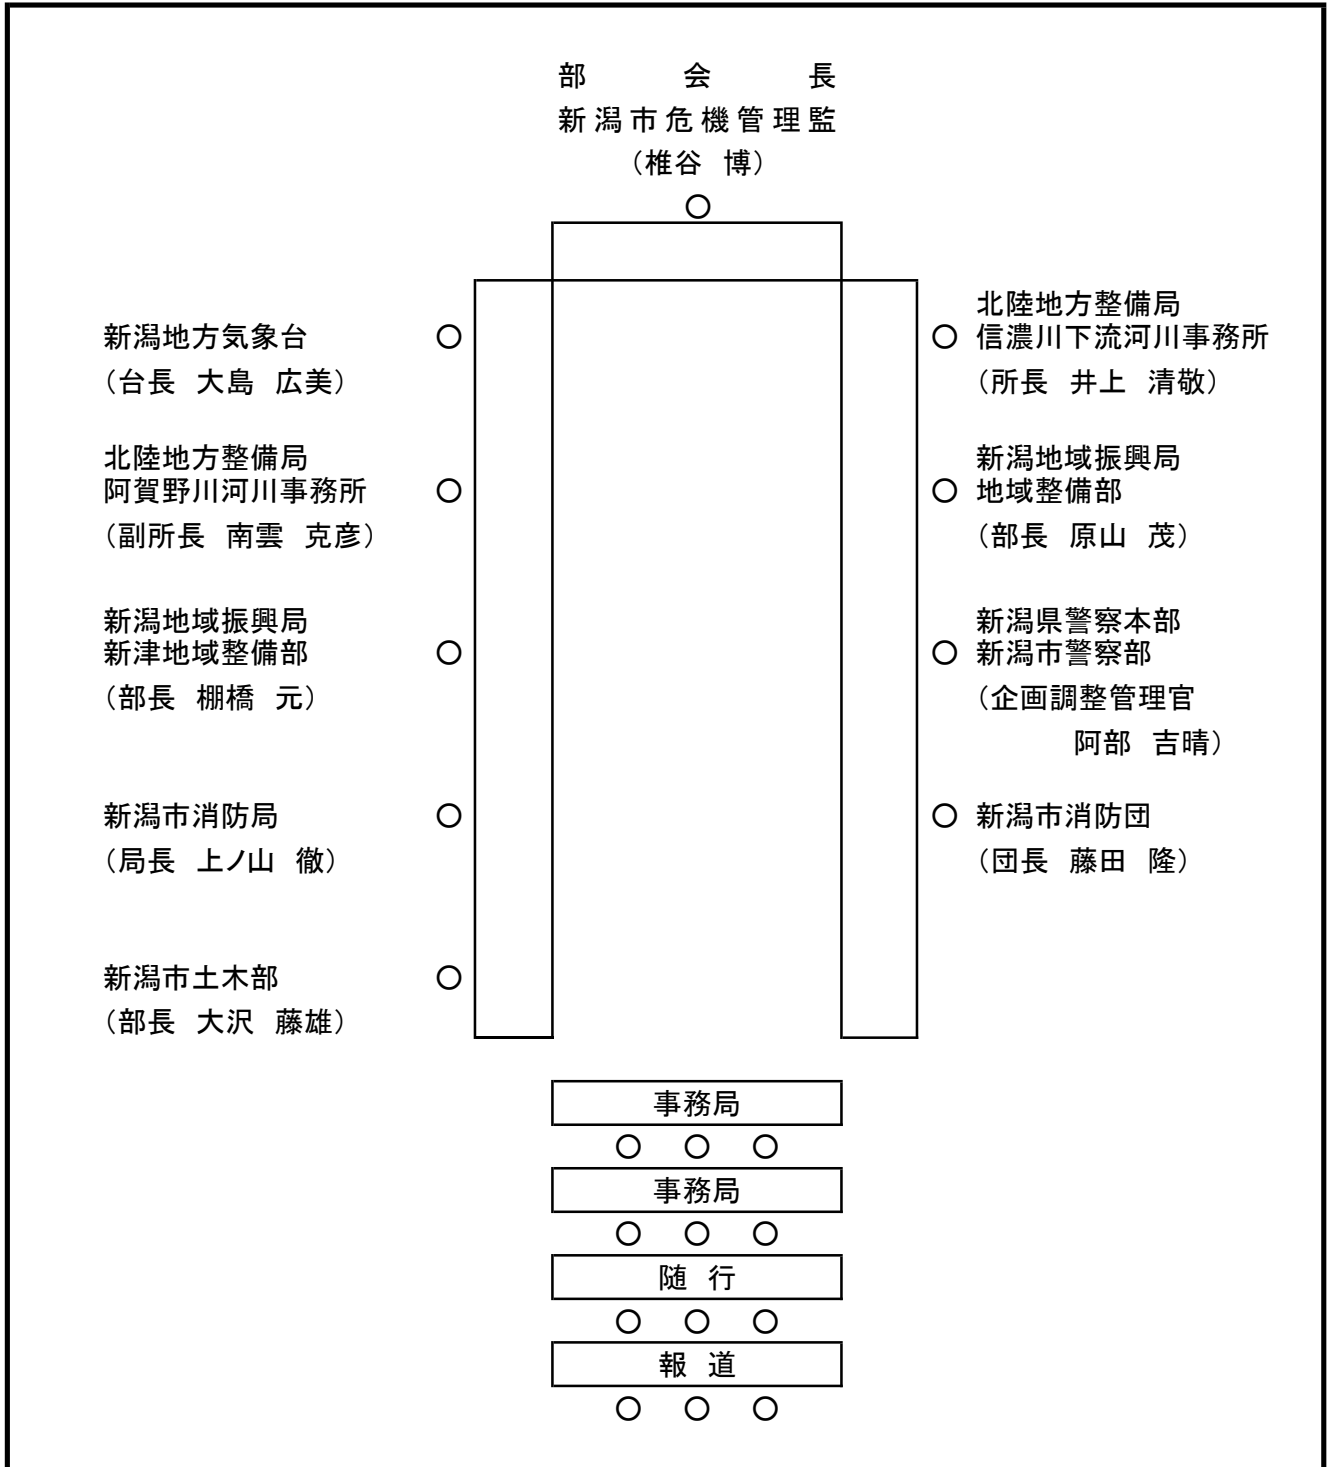 部会長
新潟市危機管理監
（椎谷 博）
新潟地方気象台
（台長 大島 広美）
北陸地方整備局
阿賀野川河川事務所
（副所長 南雲 克彦）
新潟地域振興局
新津地域整備部
（部長 棚橋 元）
新潟市消防局
（局長 上ノ山 徹）
新潟市土木部
（部長 大沢 藤雄）
北陸地方整備局
信濃川下流河川事務所
（所長 井上 清敬）
新潟地域振興局
地域整備部
（部長 原山 茂）
新潟県警察本部
新潟市警察部
（企画調整管理官
阿部 吉晴）
新潟市消防団
（団長 藤田 隆）
事務局
事務局
随 行
報 道